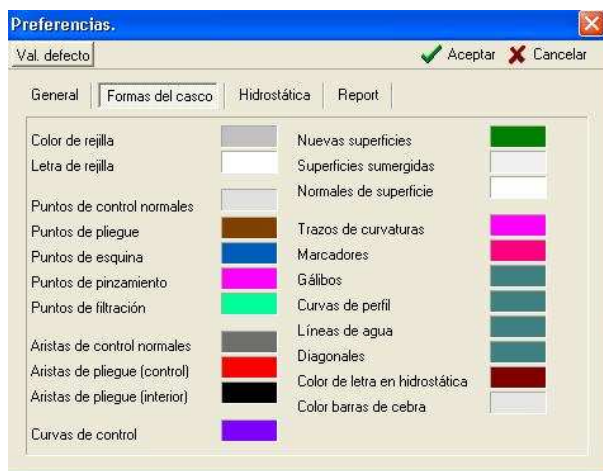 Preferencias.
Val. defecto Aceptar Cancelar
General Formas del casco Hidrostática Report
Color de rejilla
Letra de rejilla
Puntos de control normales
Puntos de pliegue
Puntos de esquina
Puntos de pinzamiento
Puntos de filtración
Aristas de control normales
Aristas de pliegue (control)
Aristas de pliegue (interior)
Curvas de control
Nuevas superficies
Superficies sumergidas
Normales de superficie
Trazos de curvaturas
Marcadores
Gálibos
Curvas de perfil
Líneas de agua
Diagonales
Color de letra en hidrostática
Color barras de cebra